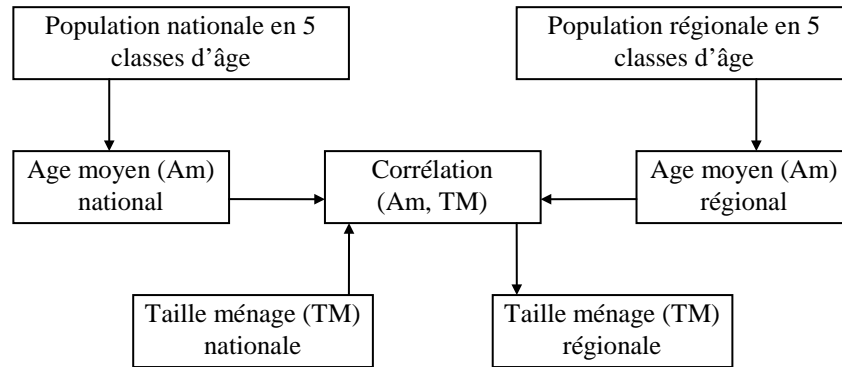 Population nationale en 5
classes d'âge
Population régionale en 5
classes d'âge
Age moyen (Am)
national
Corrélation
(Am, TM)
Age moyen (Am)
régional
Taille ménage (TM)
nationale
Taille ménage (TM)
régionale